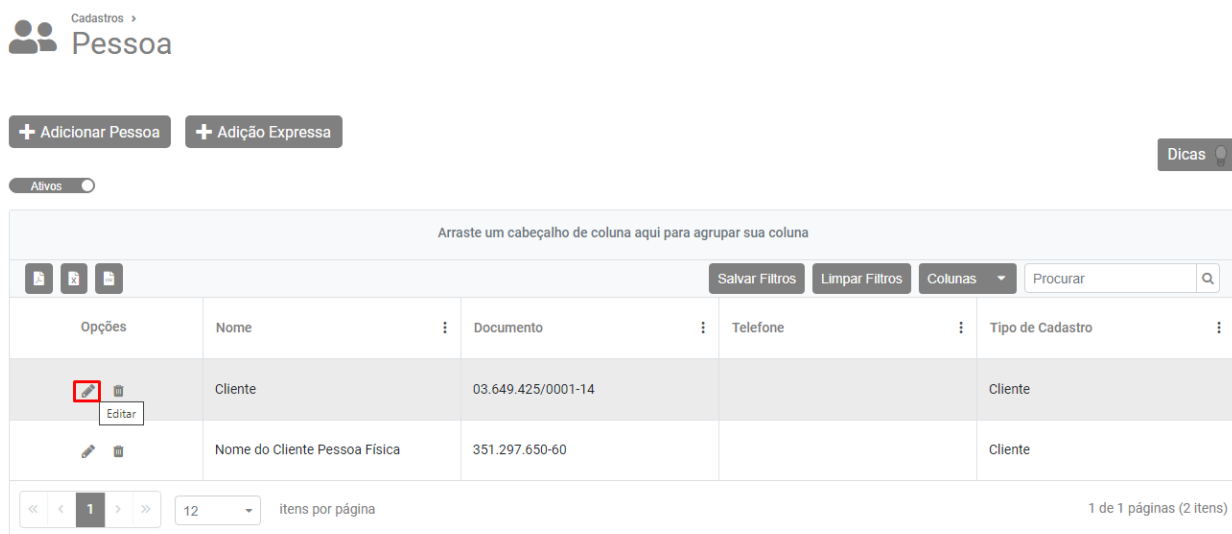 Cadastros ›
Pessoa
Adicionar Pessoa Adição Expressa
Dicas
Ativos
Arraste um cabeçalho de coluna aqui para agrupar sua coluna
Salvar Filtros Limpar Filtros Colunas Procurar
Opções Nome Documento Telefone Tipo de Cadastro
Cliente 03.649.425/0001-14 Cliente
Editar
Nome do Cliente Pessoa Física 351.297.650-60 Cliente
« ‹ 1 › » 12 itens por página 1 de 1 páginas (2 itens)